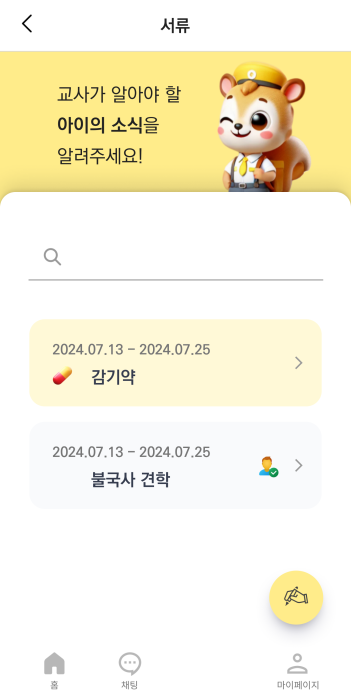 서류
교사가 알아야 할
아이의 소식을
알려주세요!
2024.07.13 - 2024.07.25
감기약
2024.07.13 - 2024.07.25
불국사 견학
홈
채팅
마이페이지